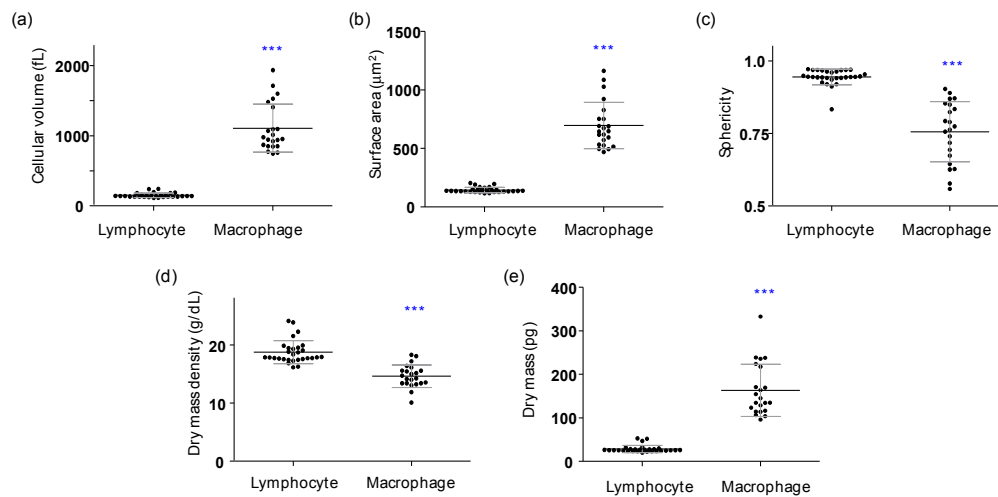 (a)
Cellular volume (fL)
2000
1000
0
Lymphocyte Macrophage
***
(b)
Surface area (μm²)
1500
1000
500
0
Lymphocyte Macrophage
***
(c)
Sphericity
1.0
0.75
0.5
Lymphocyte Macrophage
***
(d)
Dry mass density (g/dL)
20
10
0
Lymphocyte Macrophage
***
(e)
Dry mass (pg)
400
300
200
100
0
Lymphocyte Macrophage
***